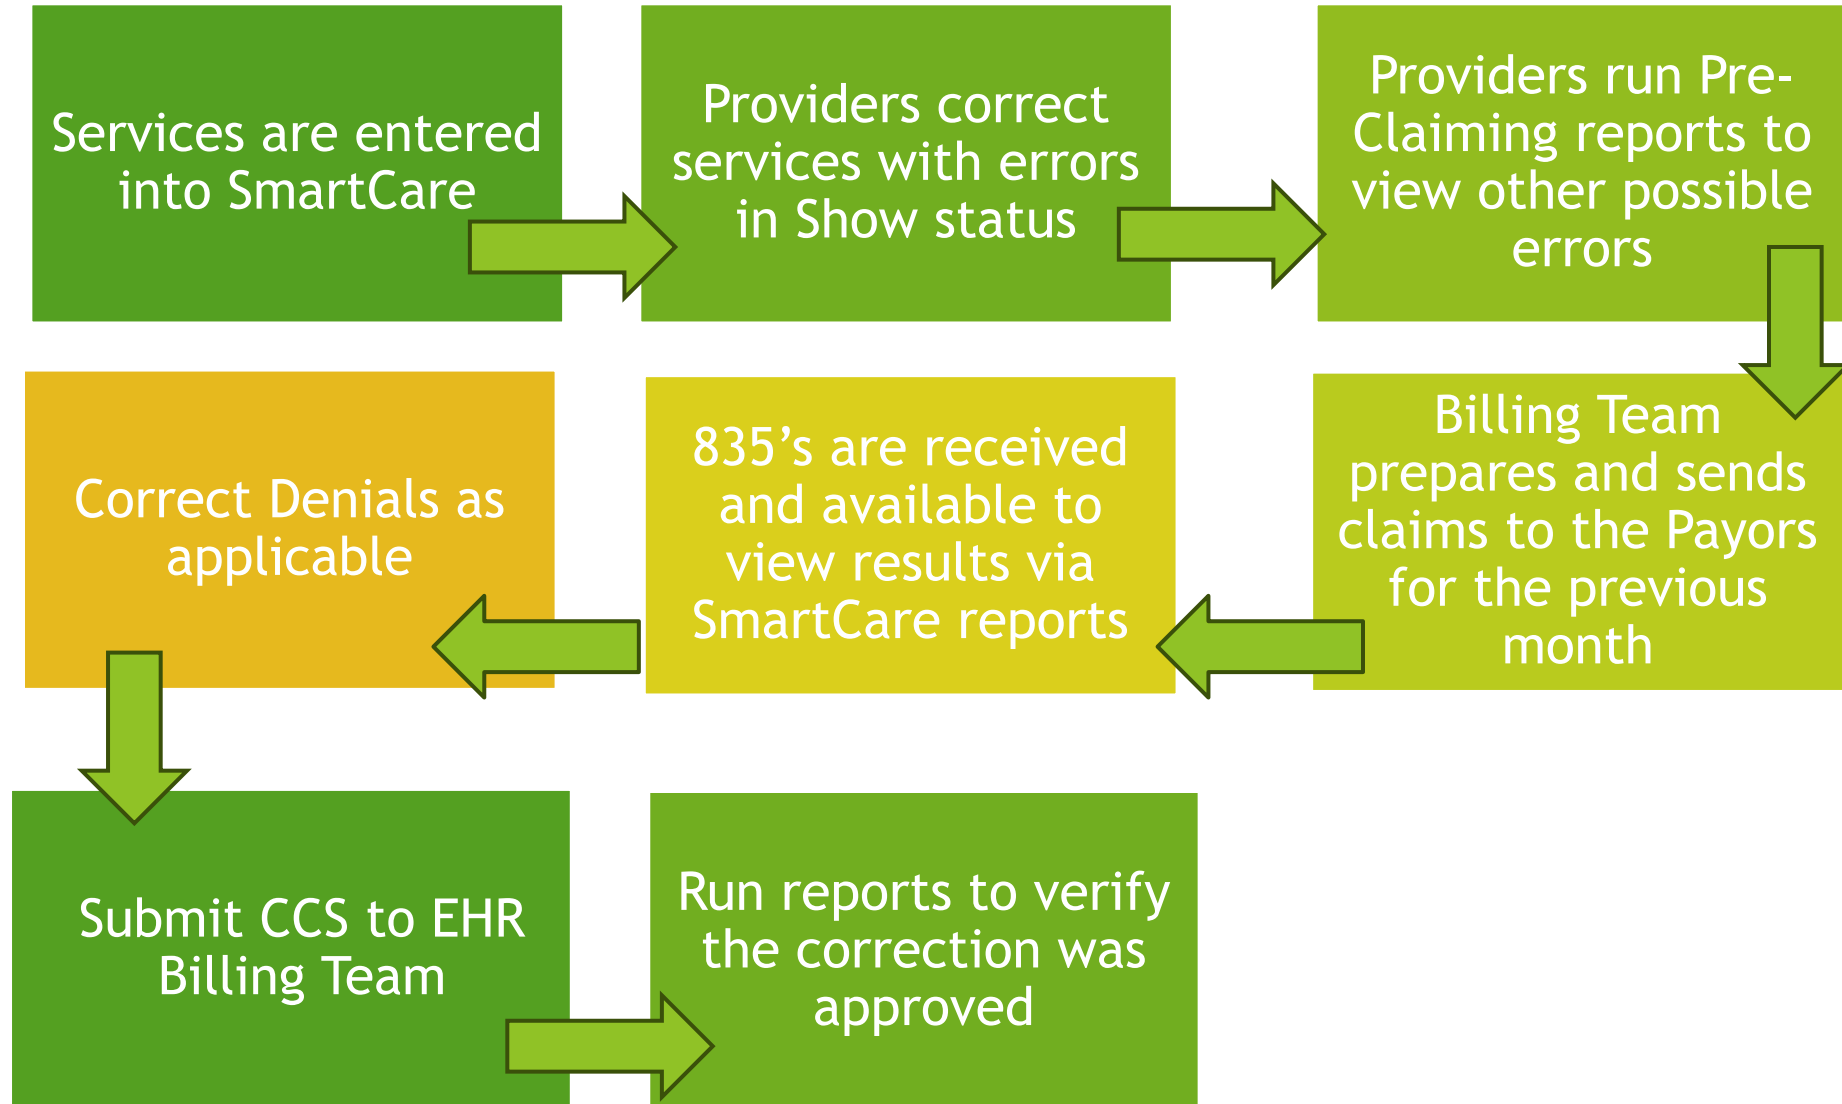 Services are entered
into SmartCare
Providers correct
services with errors
in Show status
Providers run Pre-
Claiming reports to
view other possible
errors
Billing Team
prepares and sends
claims to the Payors
for the previous
month
835’s are received
and available to
view results via
SmartCare reports
Correct Denials as
applicable
Submit CCS to EHR
Billing Team
Run reports to verify
the correction was
approved